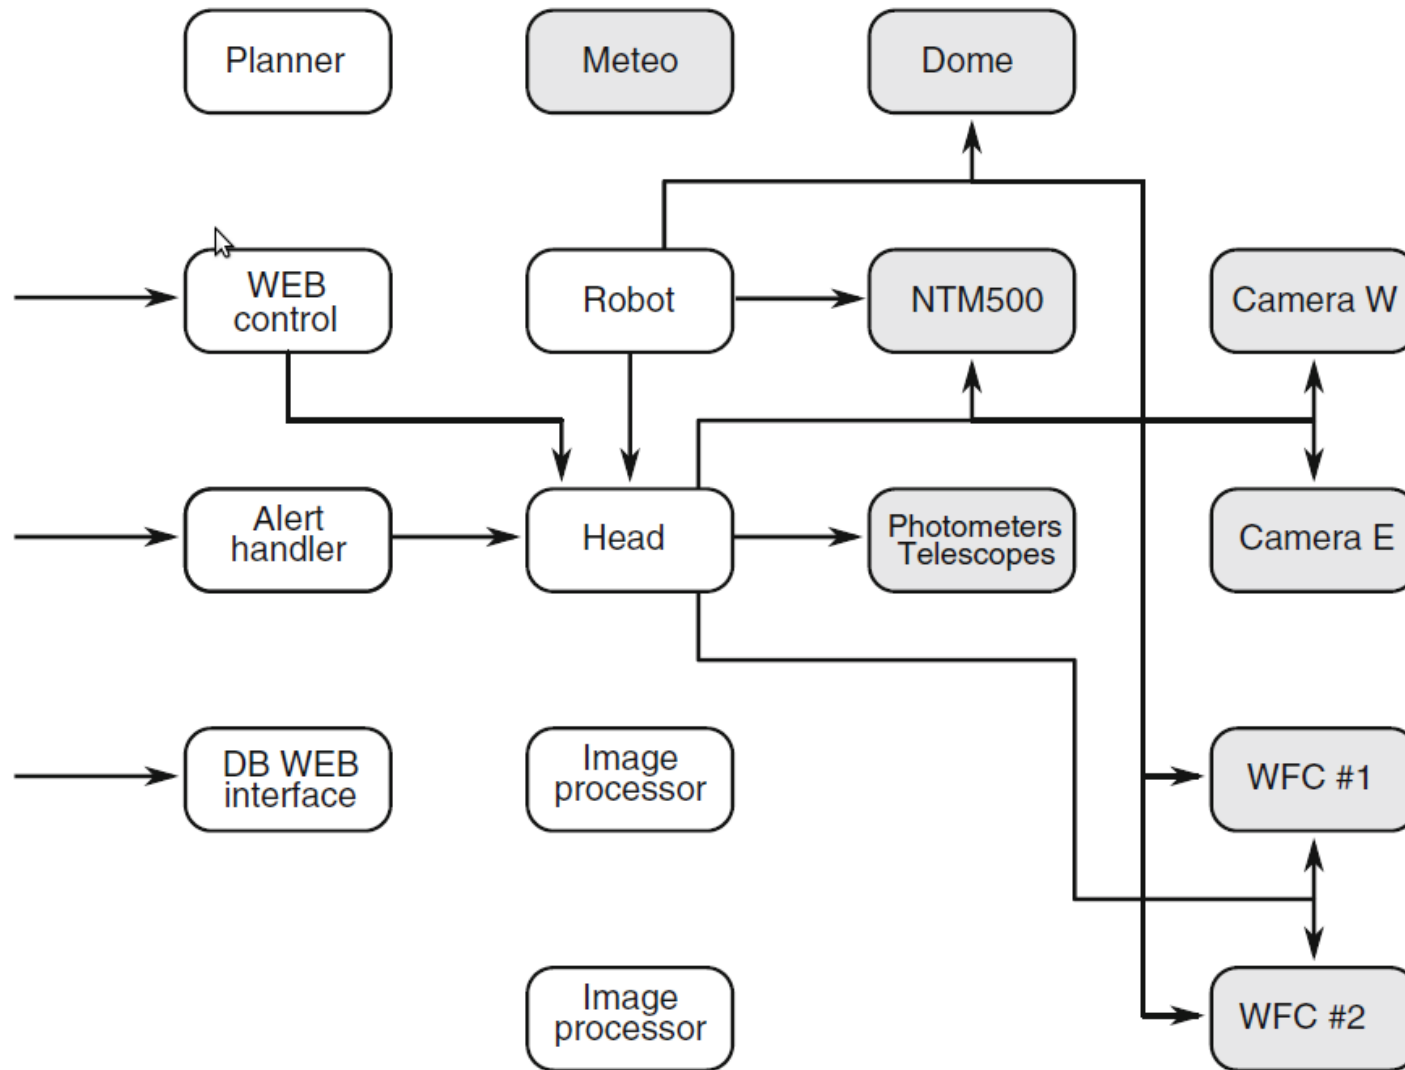 Planner
Meteo
Dome
WEB
control
Robot
NTM500
Camera W
Alert
handler
Head
Photometers
Telescopes
Camera E
DB WEB
interface
Image
processor
WFC #1
Image
processor
WFC #2